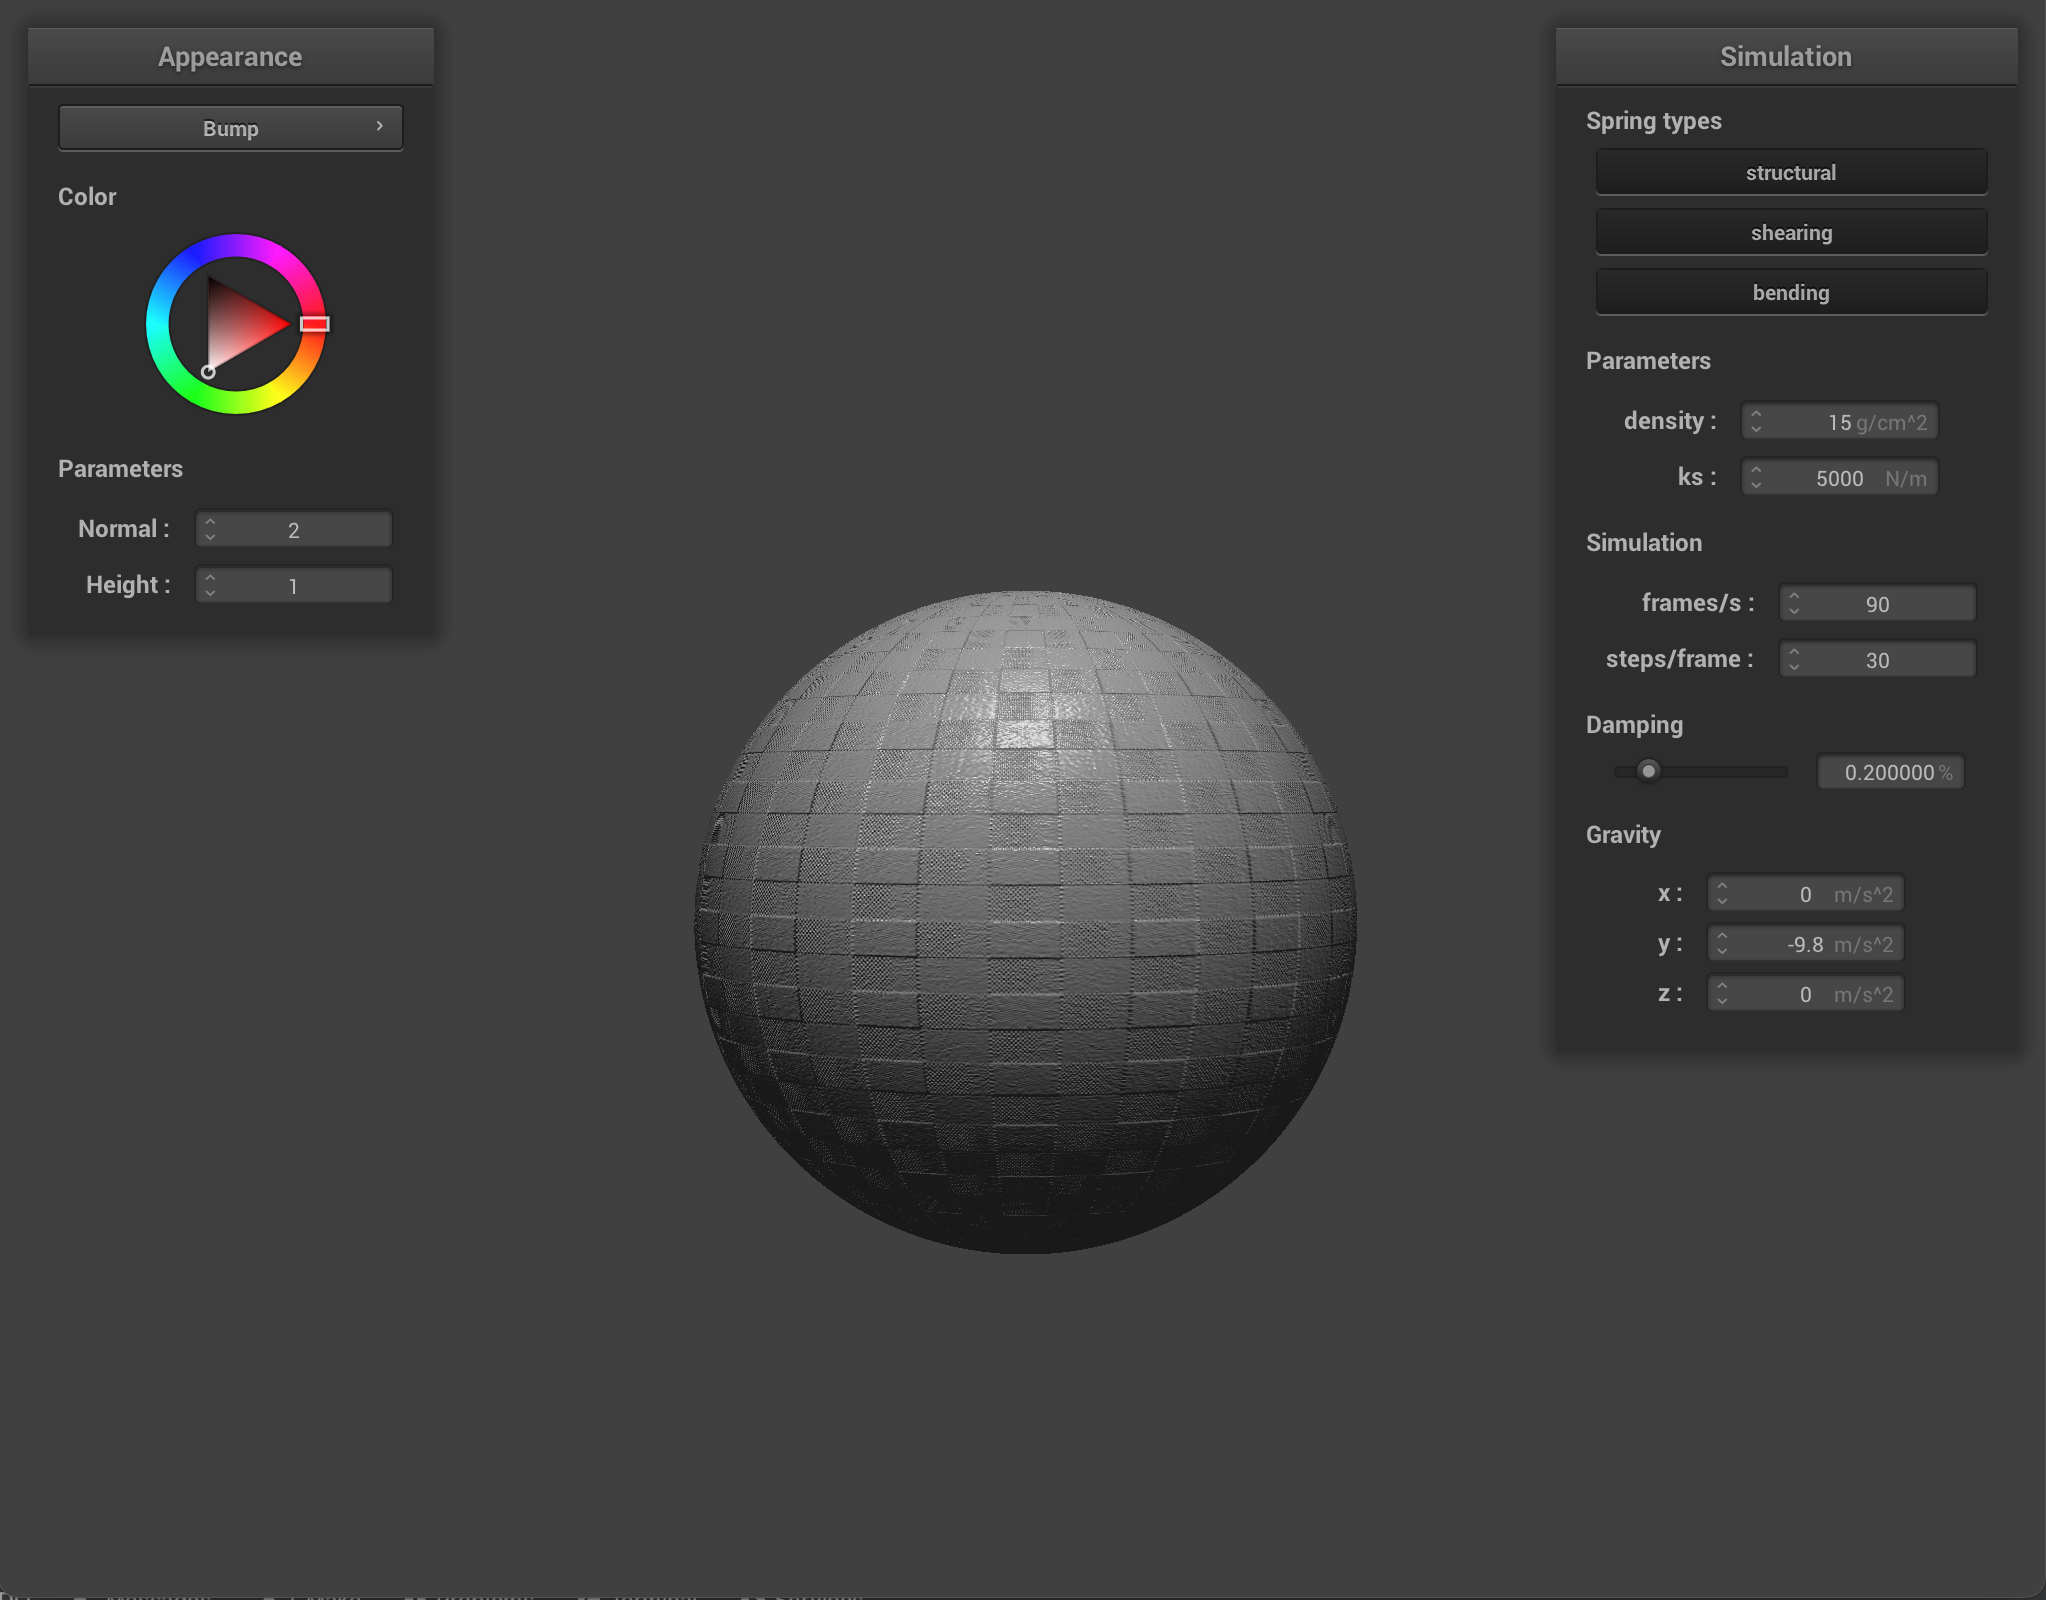 Appearance
Bump
Color
Parameters
Normal : 2
Height : 1
Simulation
Spring types
structural
shearing
bending
Parameters
density : 15 g/cm^2
ks : 5000 N/m
Simulation
frames/s : 90
steps/frame : 30
Damping
0.200000 %
Gravity
x : 0 m/s^2
y : -9.8 m/s^2
z : 0 m/s^2